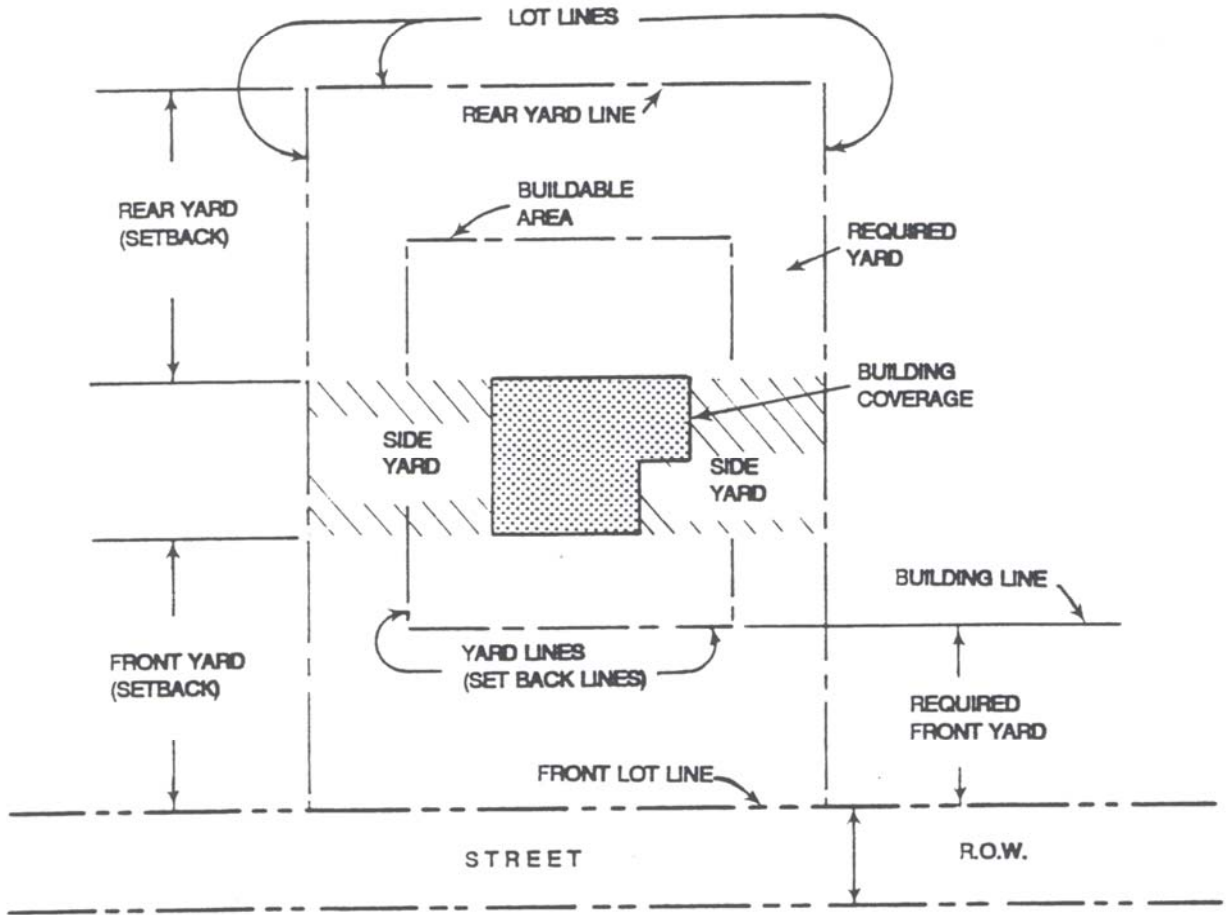 LOT LINES
REAR YARD LINE
BUILDABLE
AREA
REAR YARD
(SETBACK)
REQUIRED
YARD
BUILDING
COVERAGE
SIDE
YARD
SIDE
YARD
BUILDING LINE
FRONT YARD
(SETBACK)
YARD LINES
(SET BACK LINES)
REQUIRED
FRONT YARD
FRONT LOT LINE
STREET
R.O.W.